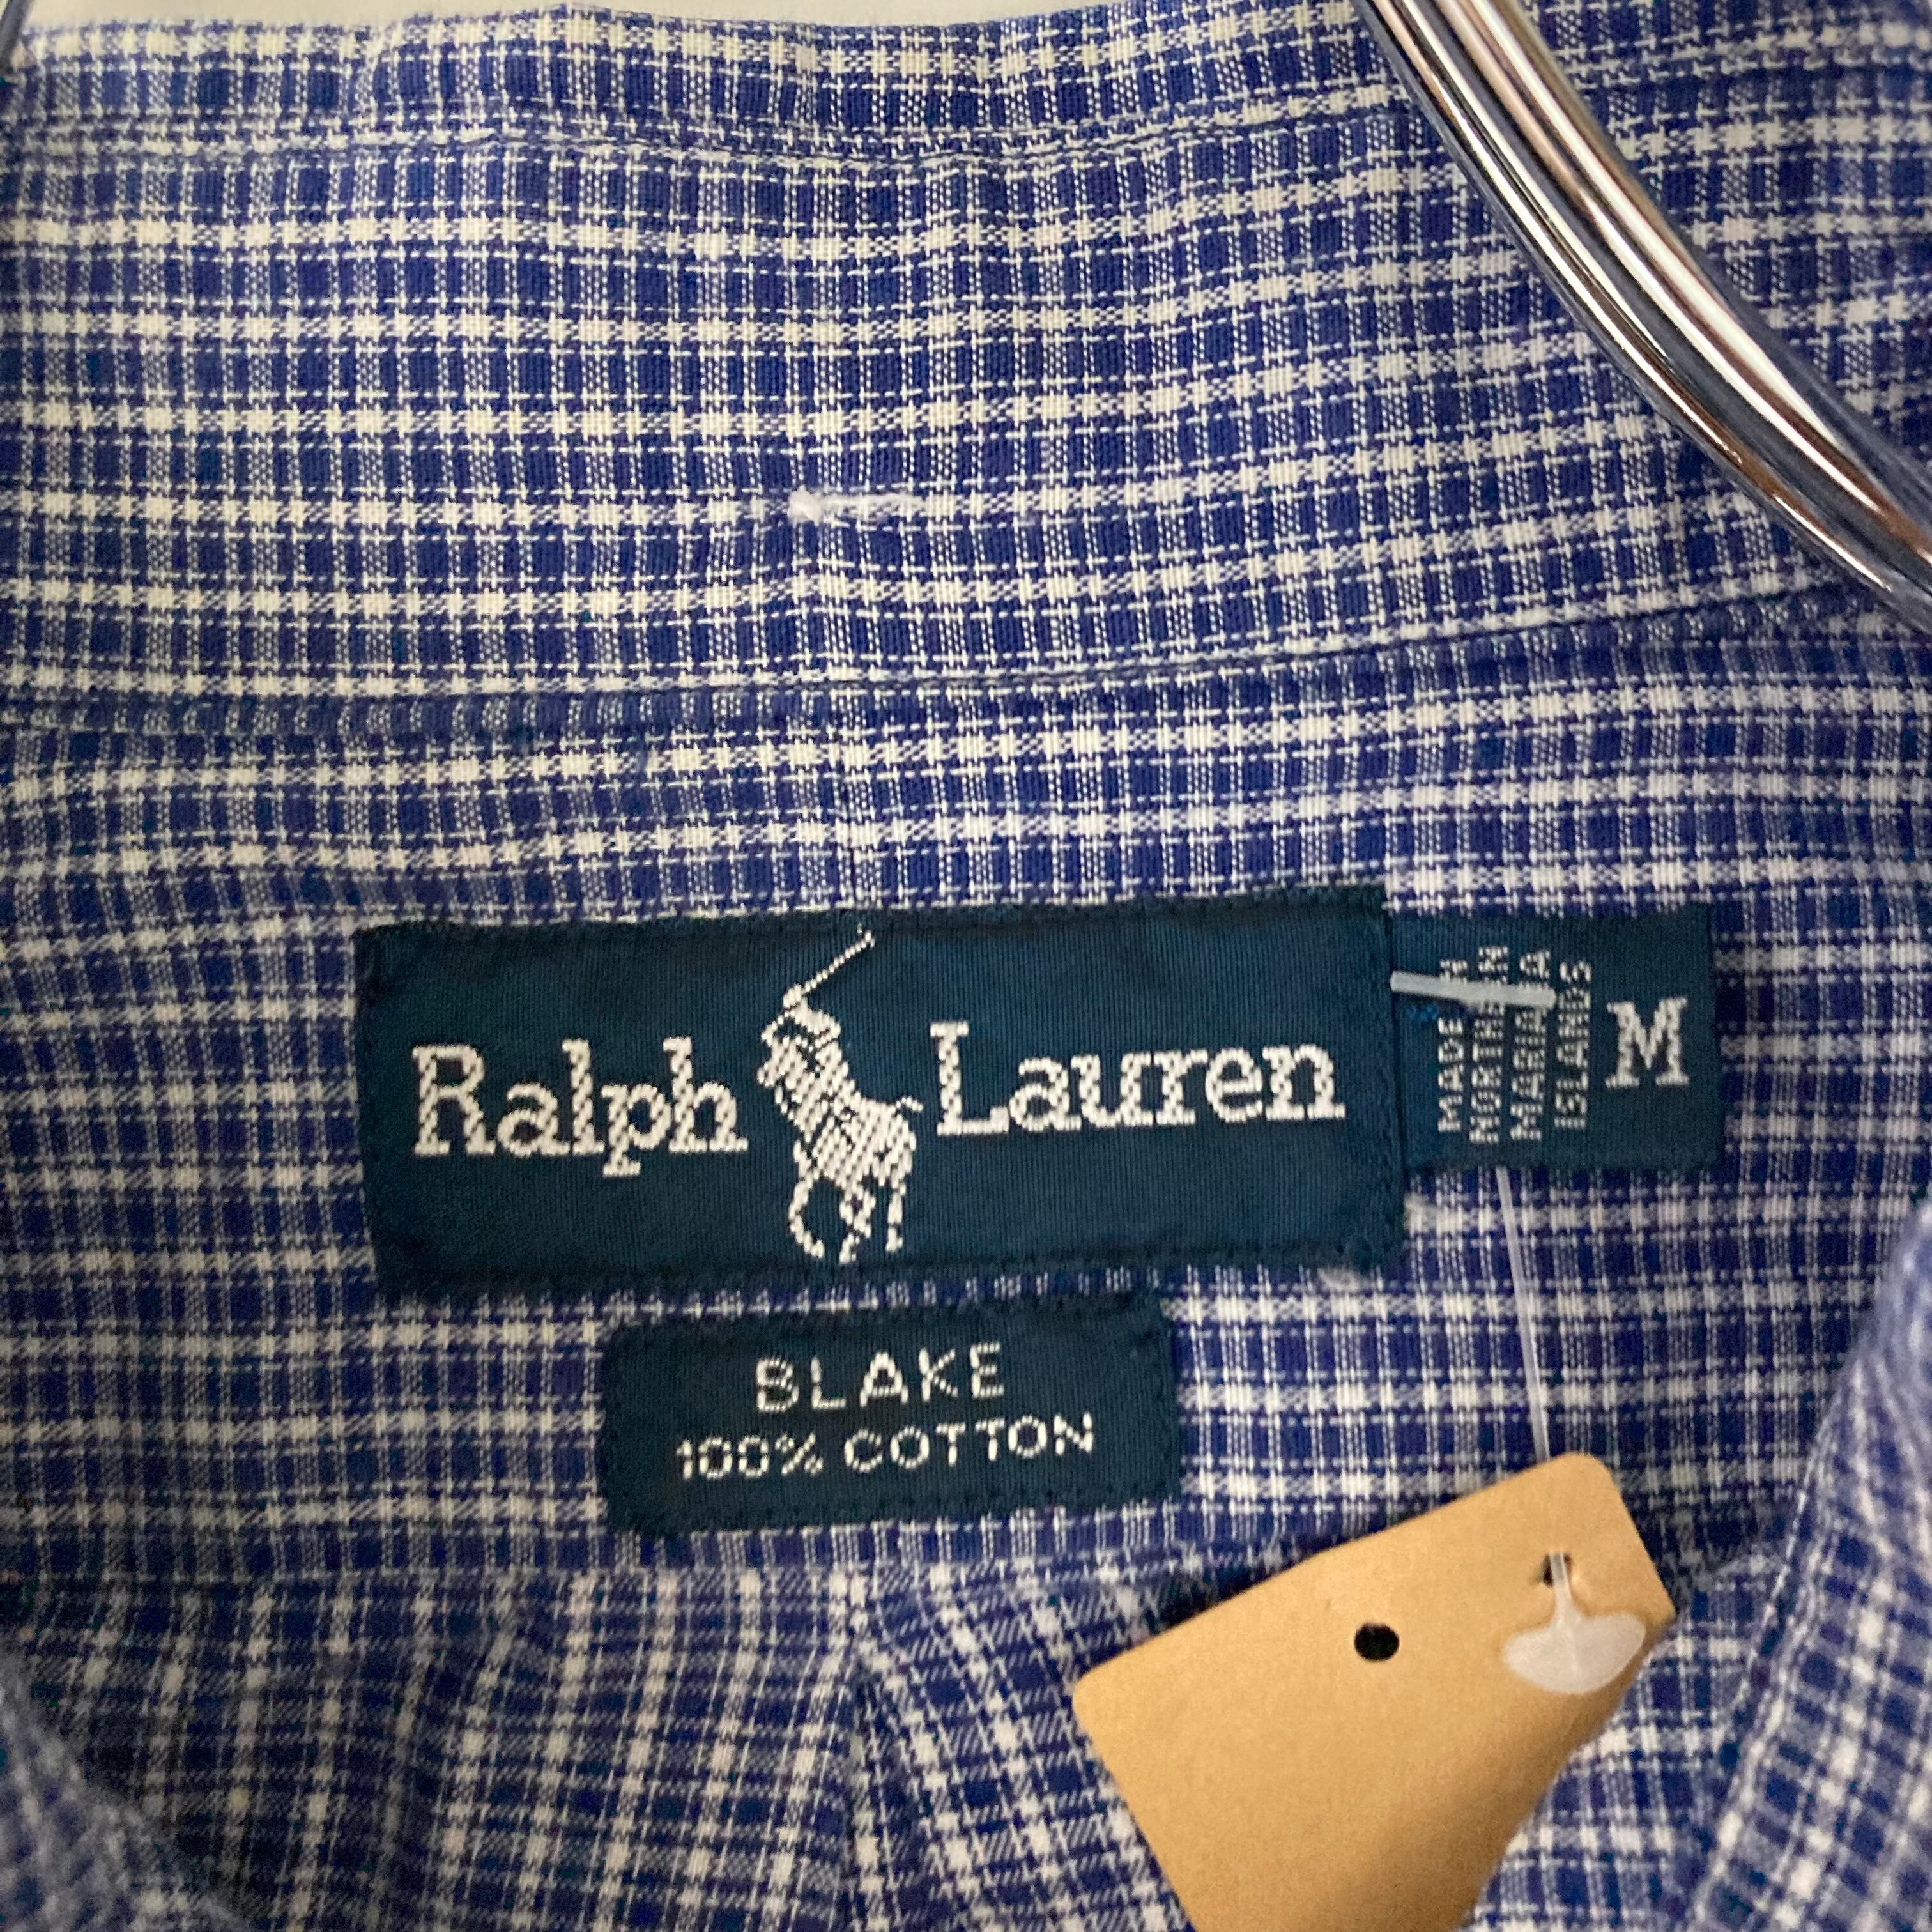 Ralph Lauren
MADE IN
NORTHERN
MARIANA
ISLANDS
M
BLAKE
100% COTTON